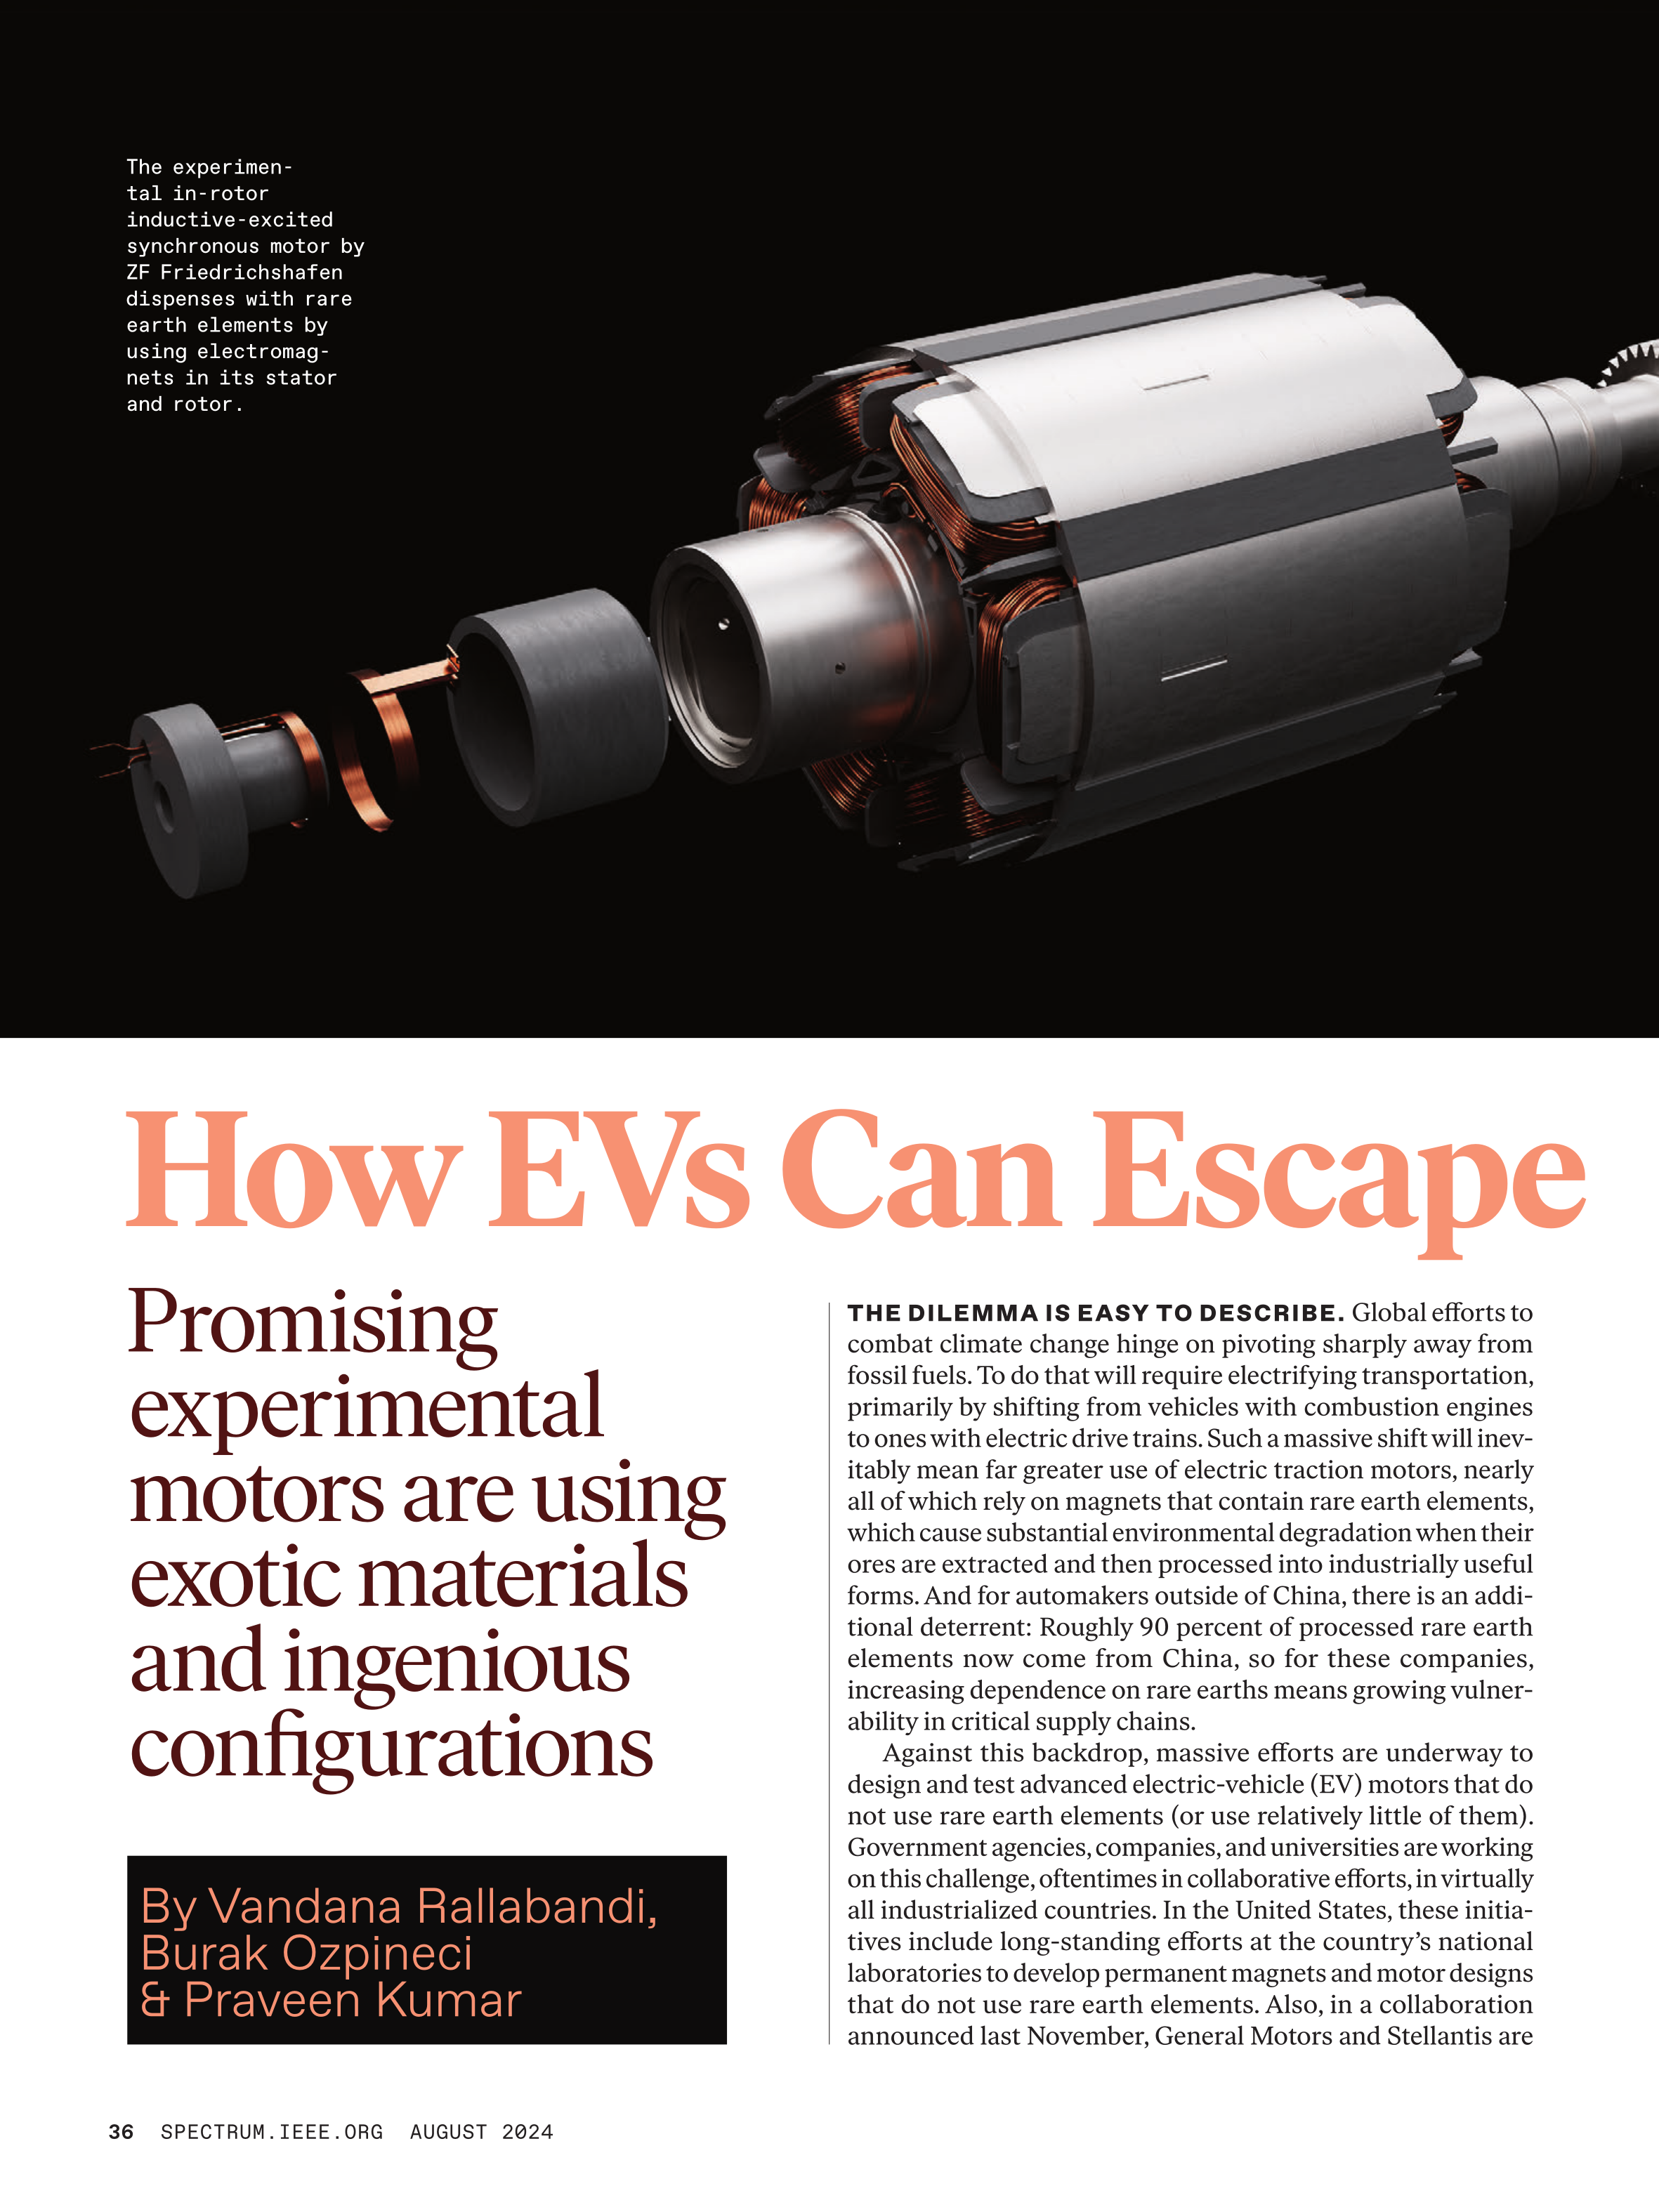 The experimen-
tal in-rotor
inductive-excited
synchronous motor by
ZF Friedrichshafen
dispenses with rare
earth elements by
using electromag-
nets in its stator
and rotor.
How EVs Can Escape
Promising
experimental
motors are using
exotic materials
and ingenious
configurations
By Vandana Rallabandi,
Burak Ozpineci
& Praveen Kumar
THE DILEMMA IS EASY TO DESCRIBE. Global efforts to
combat climate change hinge on pivoting sharply away from
fossil fuels. To do that will require electrifying transportation,
primarily by shifting from vehicles with combustion engines
to ones with electric drive trains. Such a massive shift will inev-
itably mean far greater use of electric traction motors, nearly
all of which rely on magnets that contain rare earth elements,
which cause substantial environmental degradation when their
ores are extracted and then processed into industrially useful
forms. And for automakers outside of China, there is an addi-
tional deterrent: Roughly 90 percent of processed rare earth
elements now come from China, so for these companies,
increasing dependence on rare earths means growing vulner-
ability in critical supply chains.
Against this backdrop, massive efforts are underway to
design and test advanced electric-vehicle (EV) motors that do
not use rare earth elements (or use relatively little of them).
Government agencies, companies, and universities are working
on this challenge, oftentimes in collaborative efforts, in virtually
all industrialized countries. In the United States, these initia-
tives include long-standing efforts at the country’s national
laboratories to develop permanent magnets and motor designs
that do not use rare earth elements. Also, in a collaboration
announced last November, General Motors and Stellantis are
36 SPECTRUM.IEEE.ORG AUGUST 2024